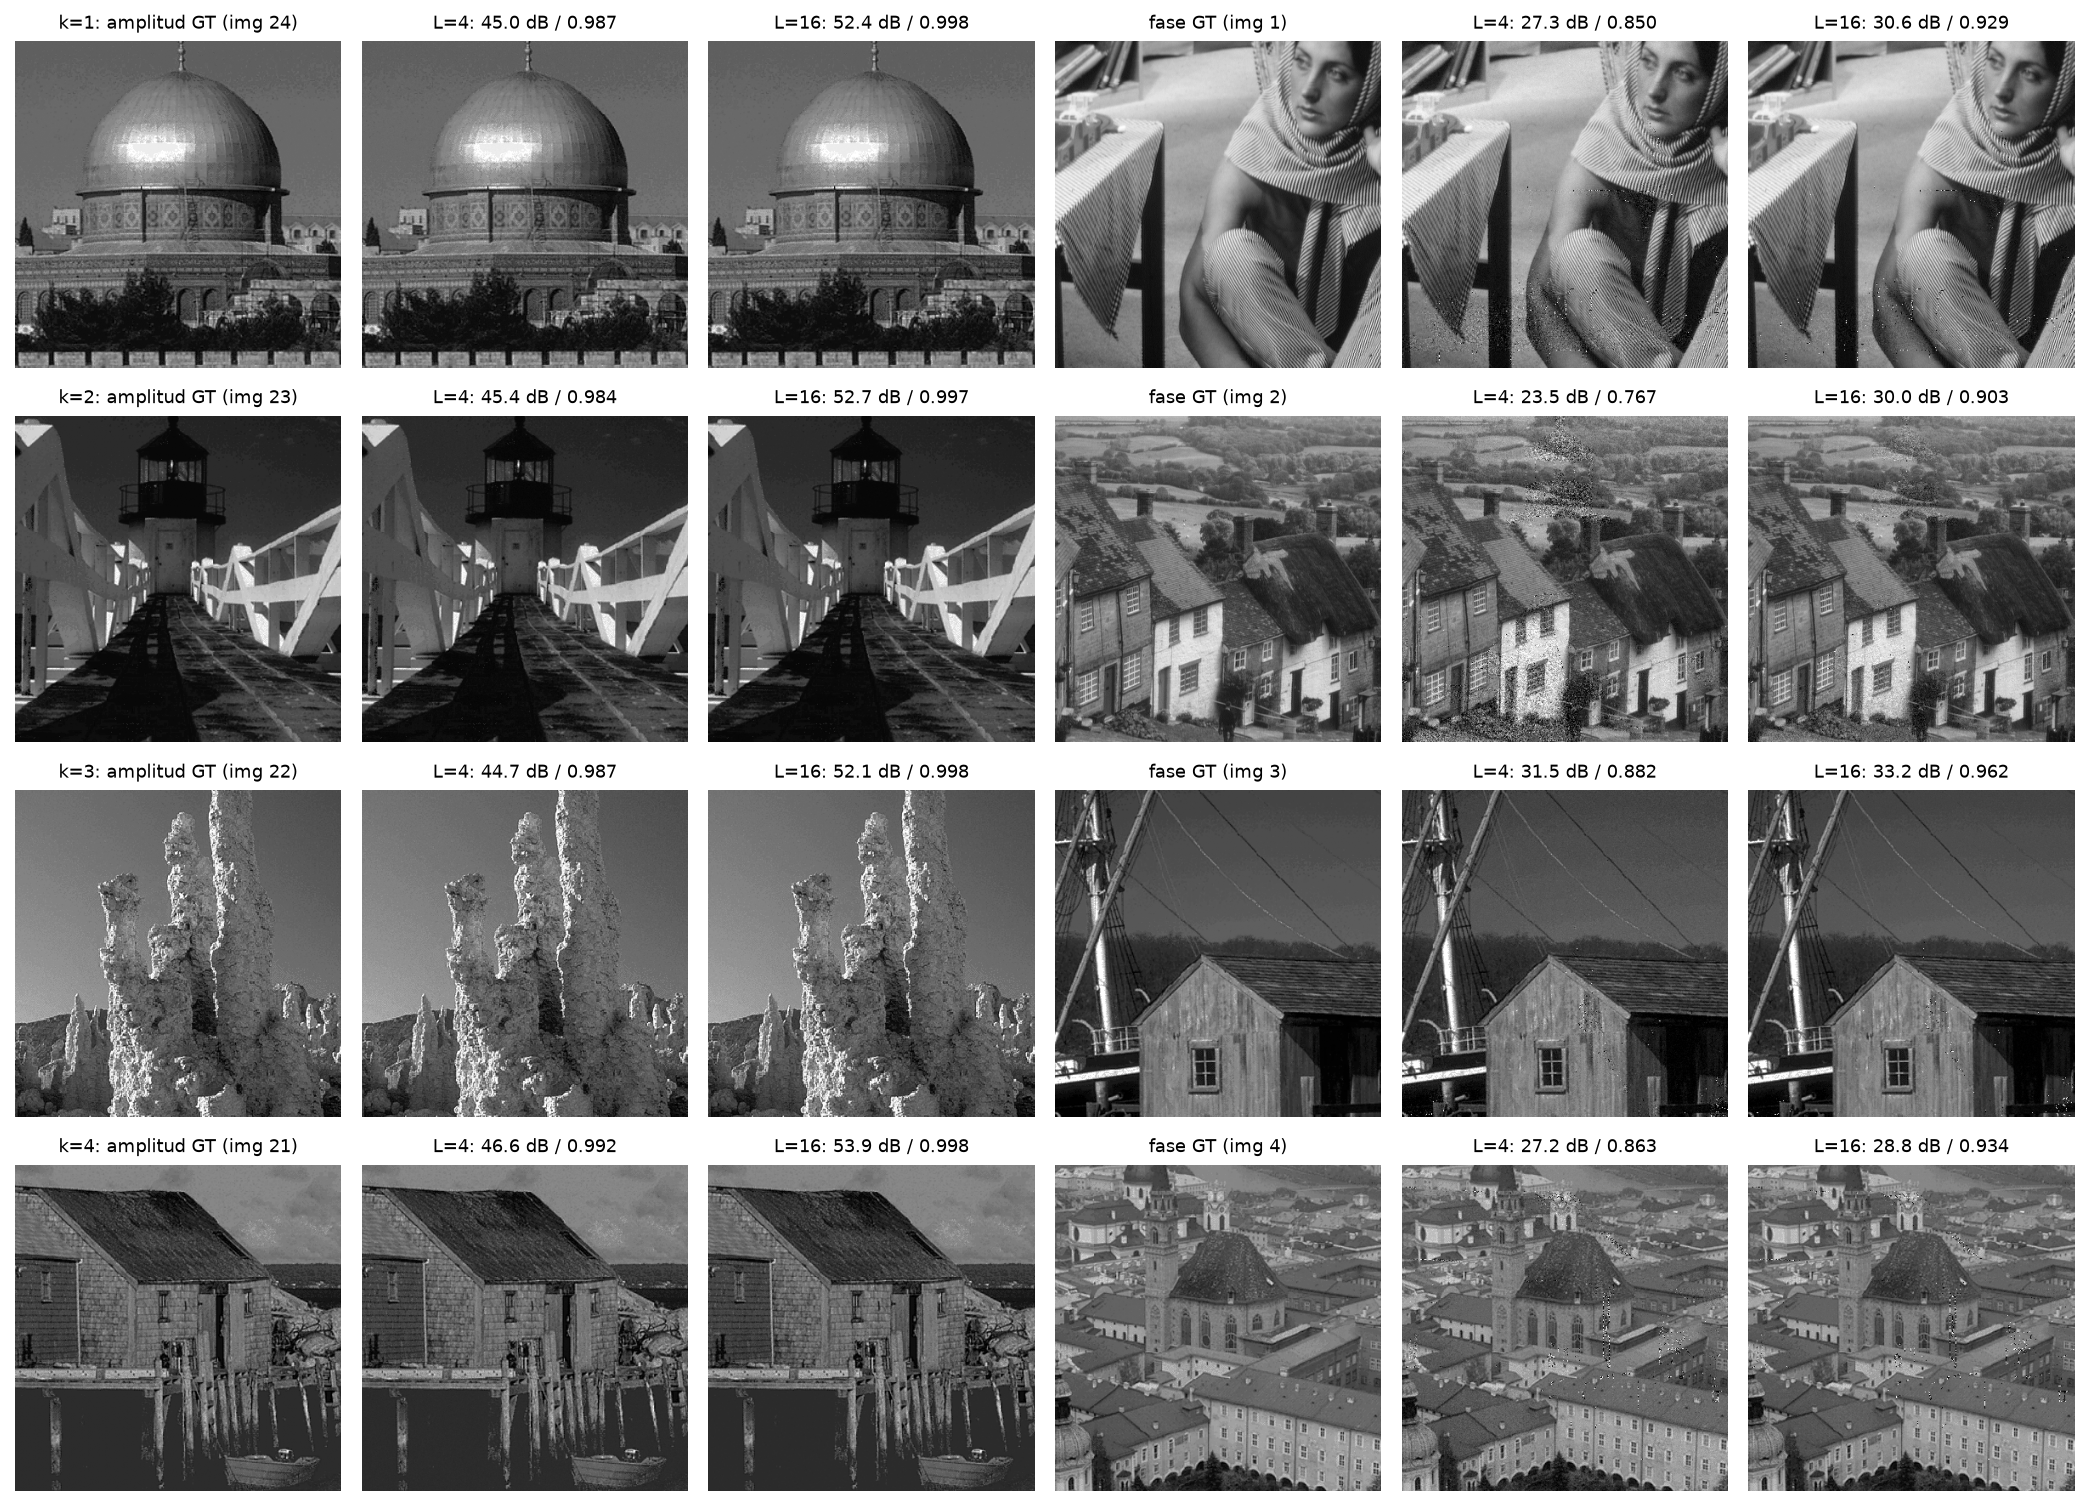 k=1: amplitud GT (img 24)
L=4: 45.0 dB / 0.987
L=16: 52.4 dB / 0.998
fase GT (img 1)
L=4: 27.3 dB / 0.850
L=16: 30.6 dB / 0.929
k=2: amplitud GT (img 23)
L=4: 45.4 dB / 0.984
L=16: 52.7 dB / 0.997
fase GT (img 2)
L=4: 23.5 dB / 0.767
L=16: 30.0 dB / 0.903
k=3: amplitud GT (img 22)
L=4: 44.7 dB / 0.987
L=16: 52.1 dB / 0.998
fase GT (img 3)
L=4: 31.5 dB / 0.882
L=16: 33.2 dB / 0.962
k=4: amplitud GT (img 21)
L=4: 46.6 dB / 0.992
L=16: 53.9 dB / 0.998
fase GT (img 4)
L=4: 27.2 dB / 0.863
L=16: 28.8 dB / 0.934